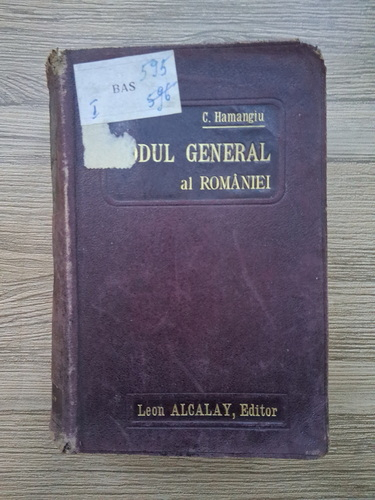 BAS
595
I
596
C. Hamangiu
ODUL GENERAL
al ROMÂNIEI
Leon ALCALAY, Editor